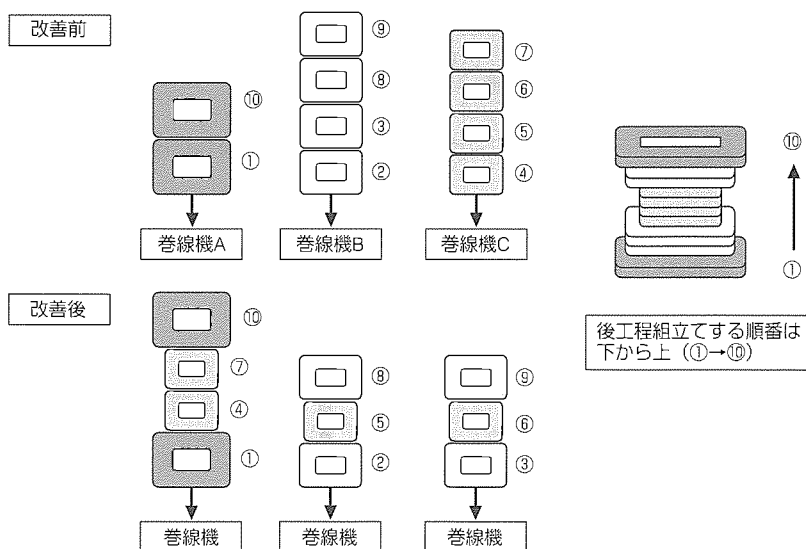 改善前
⑩
①
巻線機A
⑨
⑧
③
②
巻線機B
⑦
⑥
⑤
④
巻線機C
⑩
①
後工程組立てする順番は
下から上（①→⑩）
改善後
⑩
⑦
④
①
巻線機
⑧
⑤
②
巻線機
⑨
⑥
③
巻線機